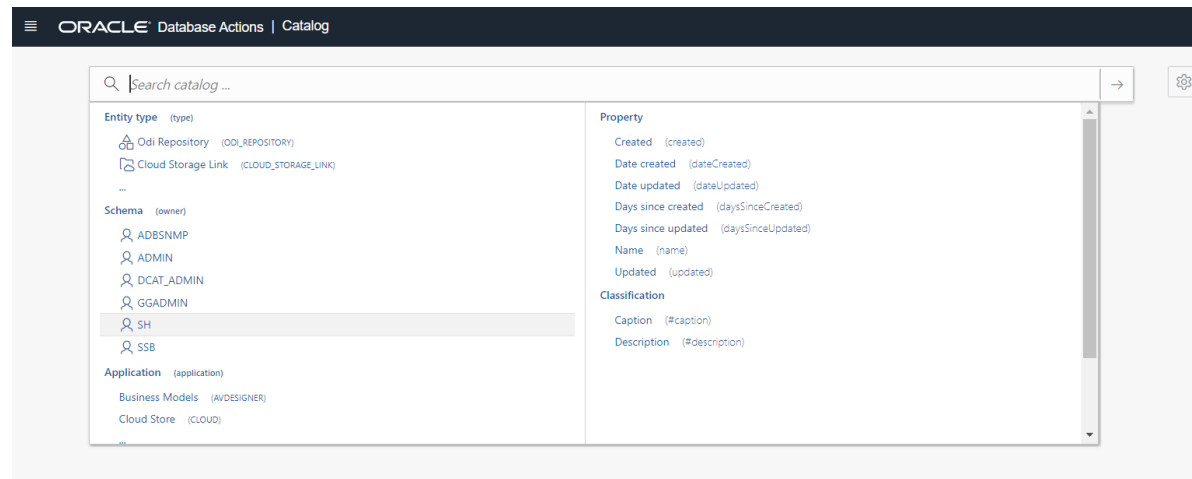 ORACLE Database Actions | Catalog
Search catalog ...
Entity type (type)
Odi Repository (ODI_REPOSITORY)
Cloud Storage Link (CLOUD_STORAGE_LINK)
...
Schema (owner)
ADBSNMP
ADMIN
DCAT_ADMIN
GGADMIN
SH
SSB
Application (application)
Business Models (AVDESIGNER)
Cloud Store (CLOUD)
...
Property
Created (created)
Date created (dateCreated)
Date updated (dateUpdated)
Days since created (daysSinceCreated)
Days since updated (daysSinceUpdated)
Name (name)
Updated (updated)
Classification
Caption (#caption)
Description (#description)